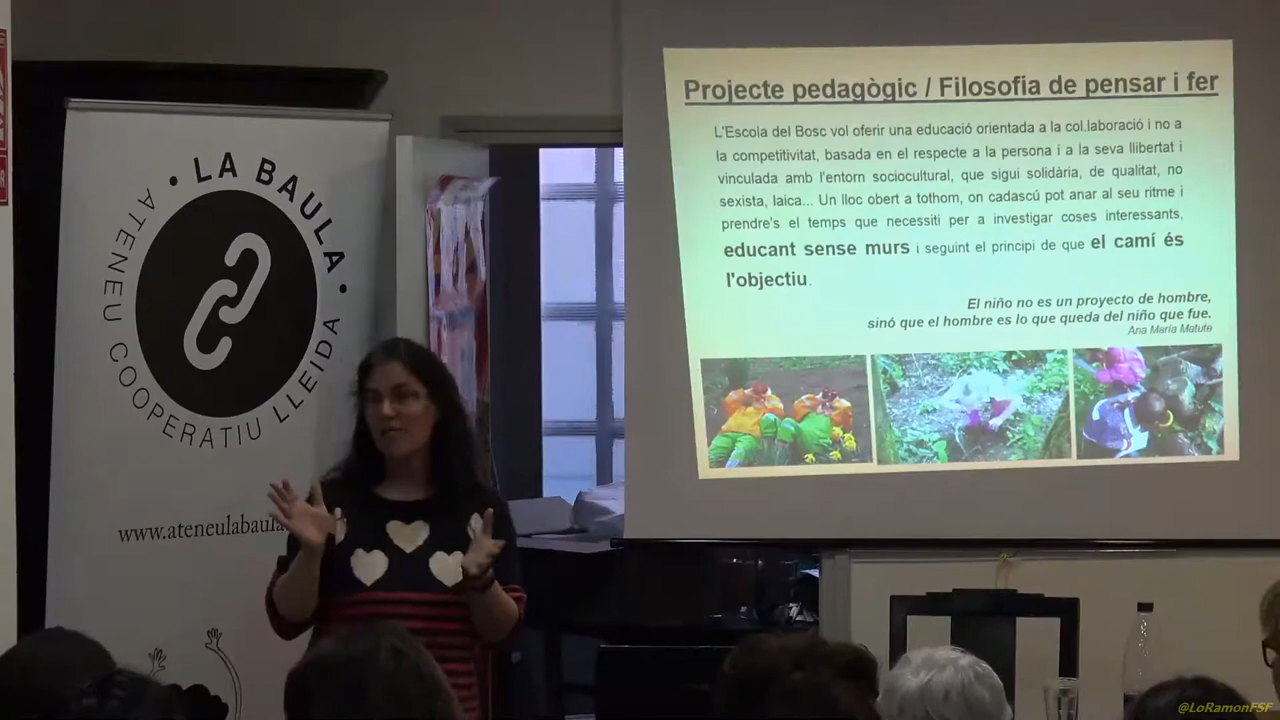 LA BAULA
ATENEU COOPERATIU LLEIDA
www.ateneulabaula.
Projecte pedagògic / Filosofia de pensar i fer
L'Escola del Bosc vol oferir una educació orientada a la col.laboració i no a
la competitivitat, basada en el respecte a la persona i a la seva llibertat i
vinculada amb l'entorn sociocultural, que sigui solidària, de qualitat, no
sexista, laica... Un lloc obert a tothom, on cadascú pot anar al seu ritme i
prendre's el temps que necessiti per a investigar coses interessants,
educant sense murs i seguint el principi de que el camí és
l'objectiu.
El niño no es un proyecto de hombre,
sinó que el hombre es lo que queda del niño que fue.
Ana María Matute
@LoRamonFSF